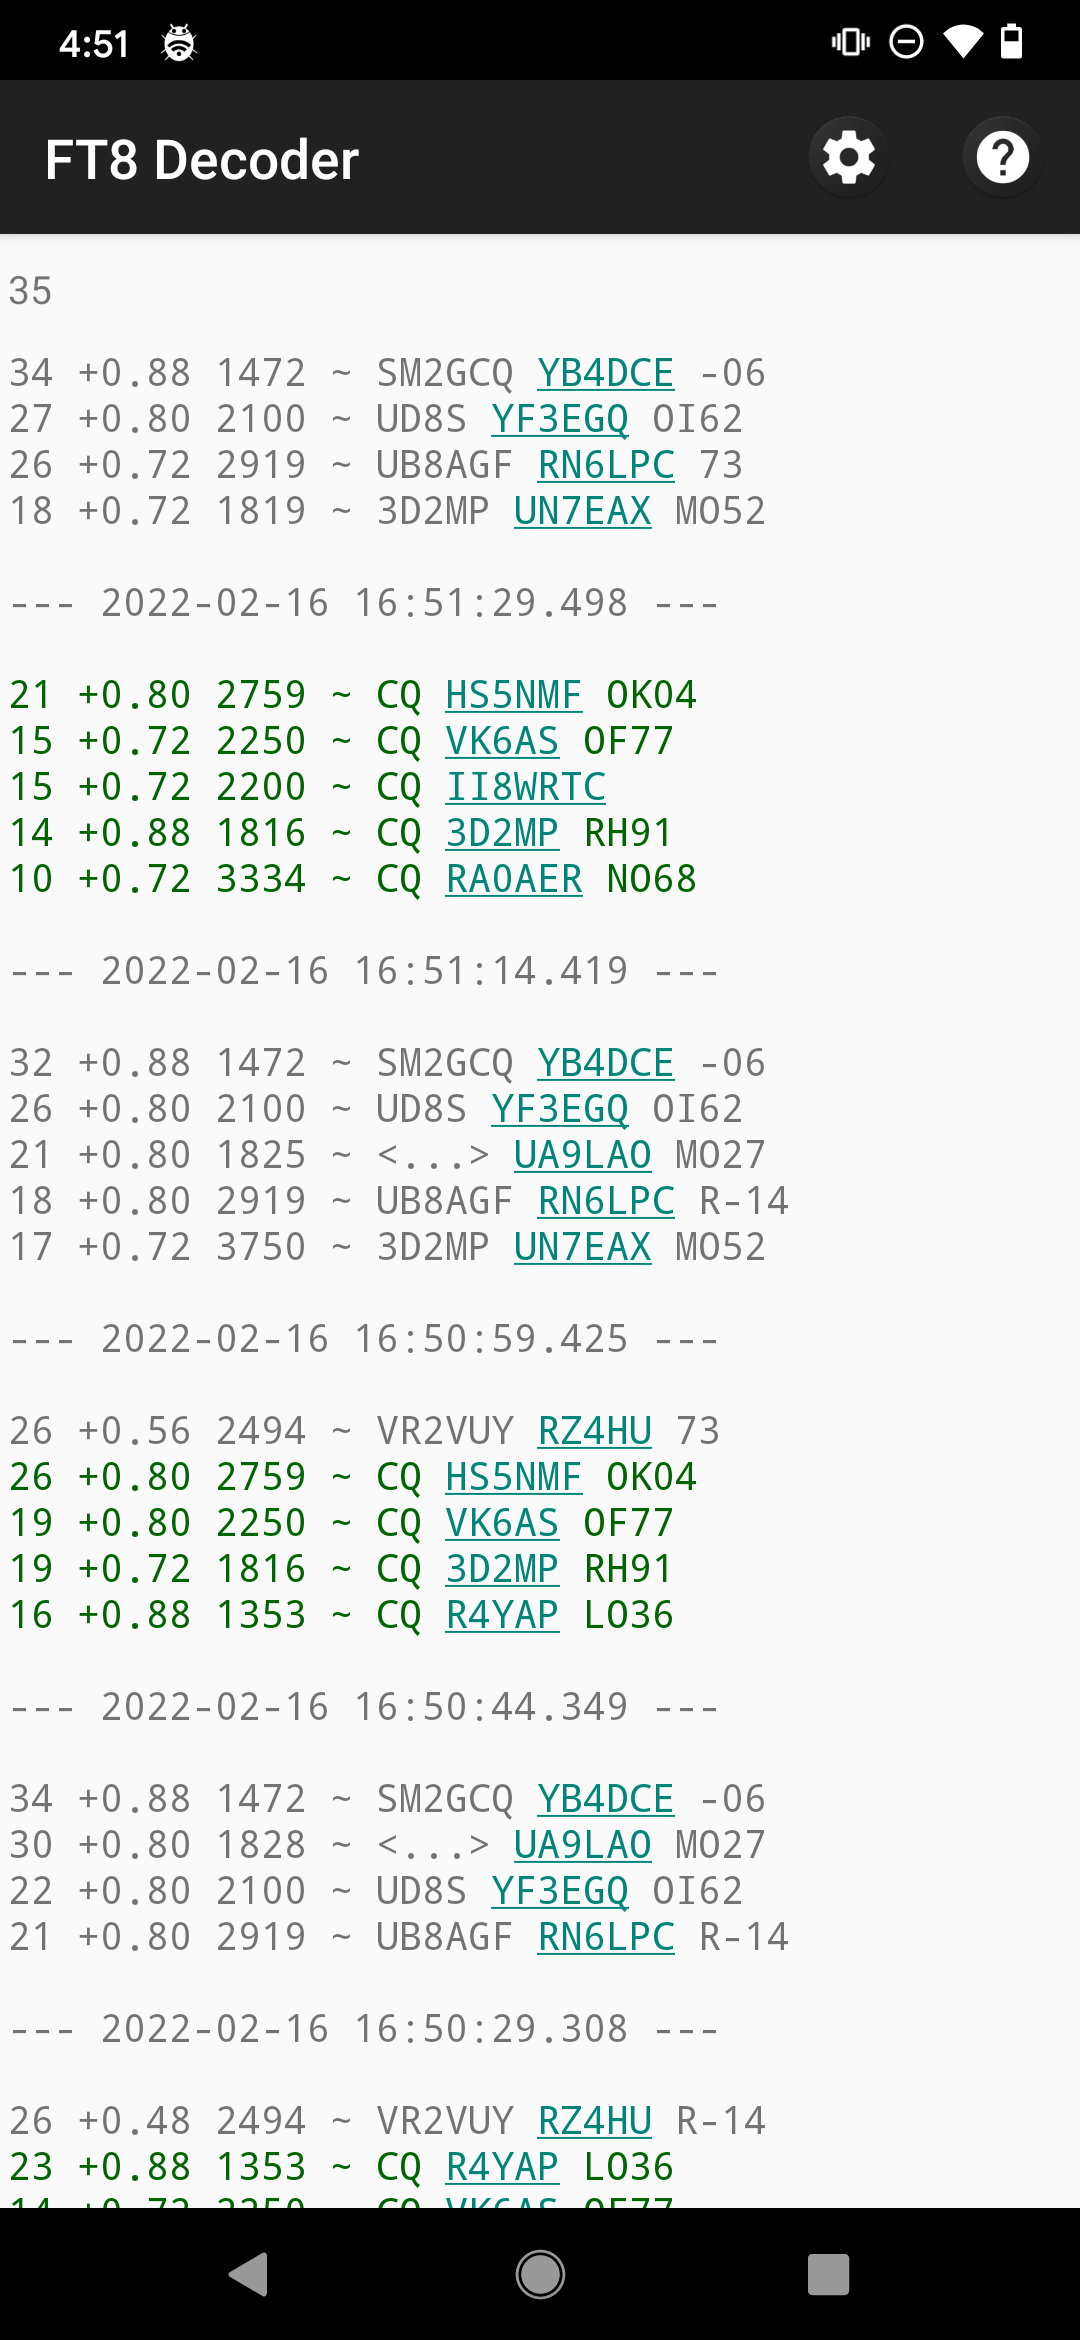 4:51
FT8 Decoder
35
34 +0.88 1472 ~ SM2GCQ YB4DCE -06
27 +0.80 2100 ~ UD8S YF3EGQ OI62
26 +0.72 2919 ~ UB8AGF RN6LPC 73
18 +0.72 1819 ~ 3D2MP UN7EAX MO52
--- 2022-02-16 16:51:29.498 ---
21 +0.80 2759 ~ CQ HS5NMF OK04
15 +0.72 2250 ~ CQ VK6AS OF77
15 +0.72 2200 ~ CQ II8WRTC
14 +0.88 1816 ~ CQ 3D2MP RH91
10 +0.72 3334 ~ CQ RA0AER NO68
--- 2022-02-16 16:51:14.419 ---
32 +0.88 1472 ~ SM2GCQ YB4DCE -06
26 +0.80 2100 ~ UD8S YF3EGQ OI62
21 +0.80 1825 ~ <...> UA9LAO MO27
18 +0.80 2919 ~ UB8AGF RN6LPC R-14
17 +0.72 3750 ~ 3D2MP UN7EAX MO52
--- 2022-02-16 16:50:59.425 ---
26 +0.56 2494 ~ VR2VUY RZ4HU 73
26 +0.80 2759 ~ CQ HS5NMF OK04
19 +0.80 2250 ~ CQ VK6AS OF77
19 +0.72 1816 ~ CQ 3D2MP RH91
16 +0.88 1353 ~ CQ R4YAP LO36
--- 2022-02-16 16:50:44.349 ---
34 +0.88 1472 ~ SM2GCQ YB4DCE -06
30 +0.80 1828 ~ <...> UA9LAO MO27
22 +0.80 2100 ~ UD8S YF3EGQ OI62
21 +0.80 2919 ~ UB8AGF RN6LPC R-14
--- 2022-02-16 16:50:29.308 ---
26 +0.48 2494 ~ VR2VUY RZ4HU R-14
23 +0.88 1353 ~ CQ R4YAP LO36
14 +0.72 2250 ~ CQ VK6AS OF77